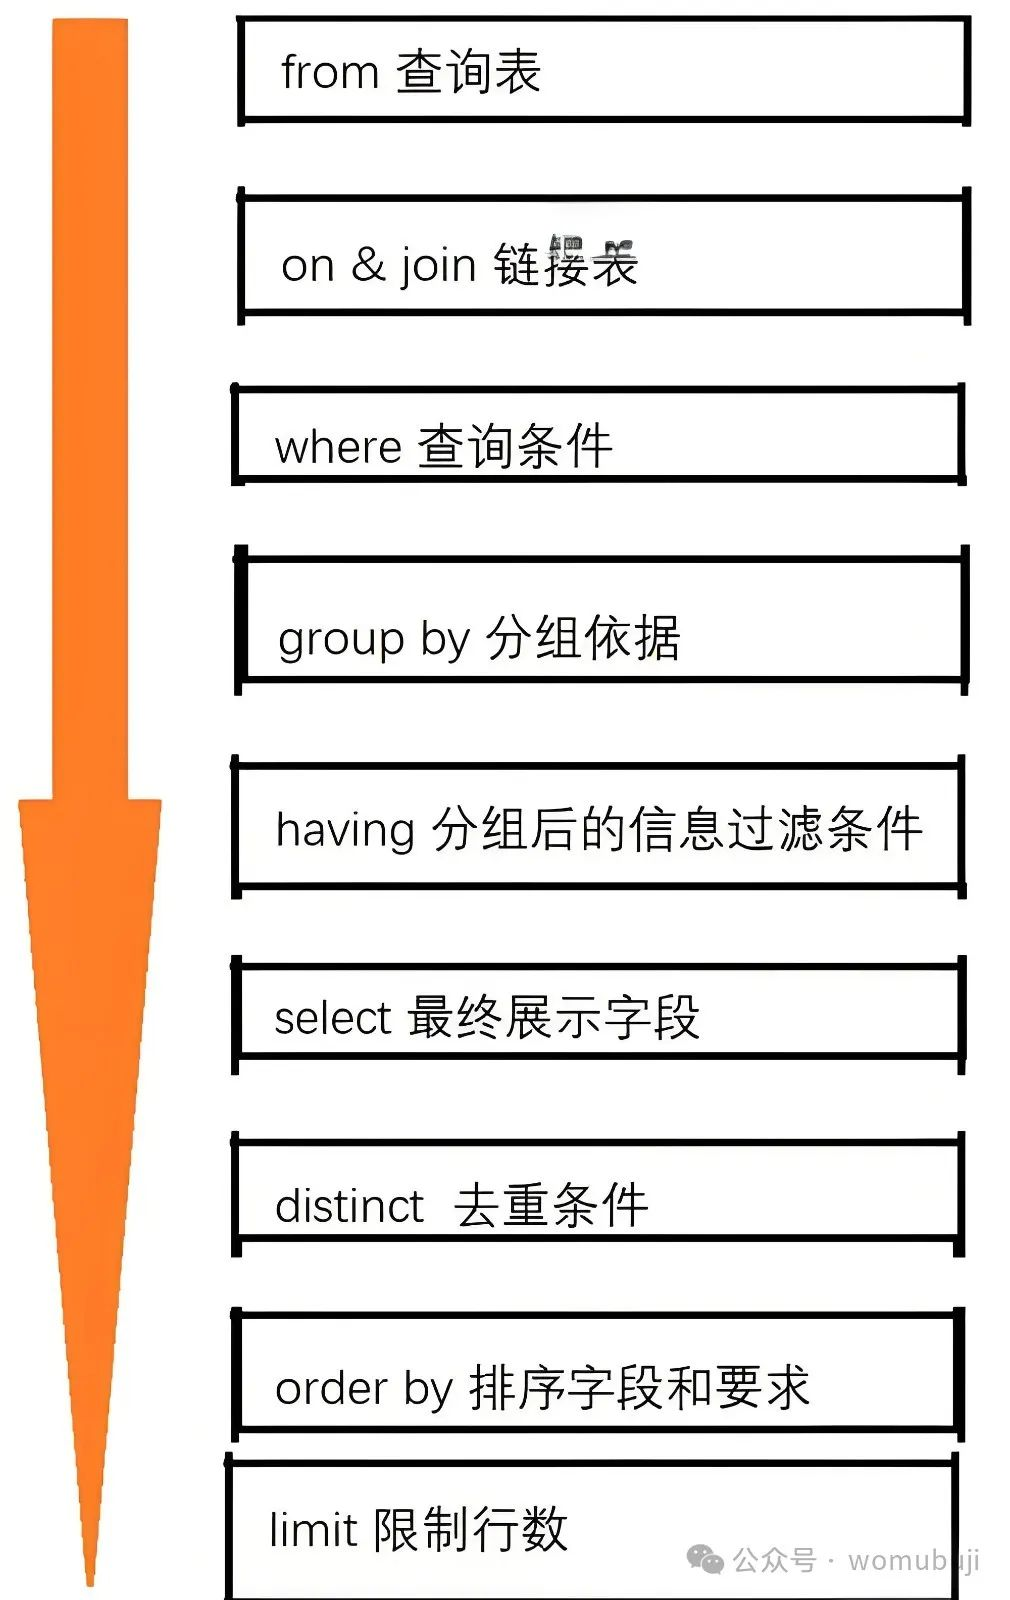 from 查询表
on & join 链接表
where 查询条件
group by 分组依据
having 分组后的信息过滤条件
select 最终展示字段
distinct 去重条件
order by 排序字段和要求
limit 限制行数
公众号 · womubuji